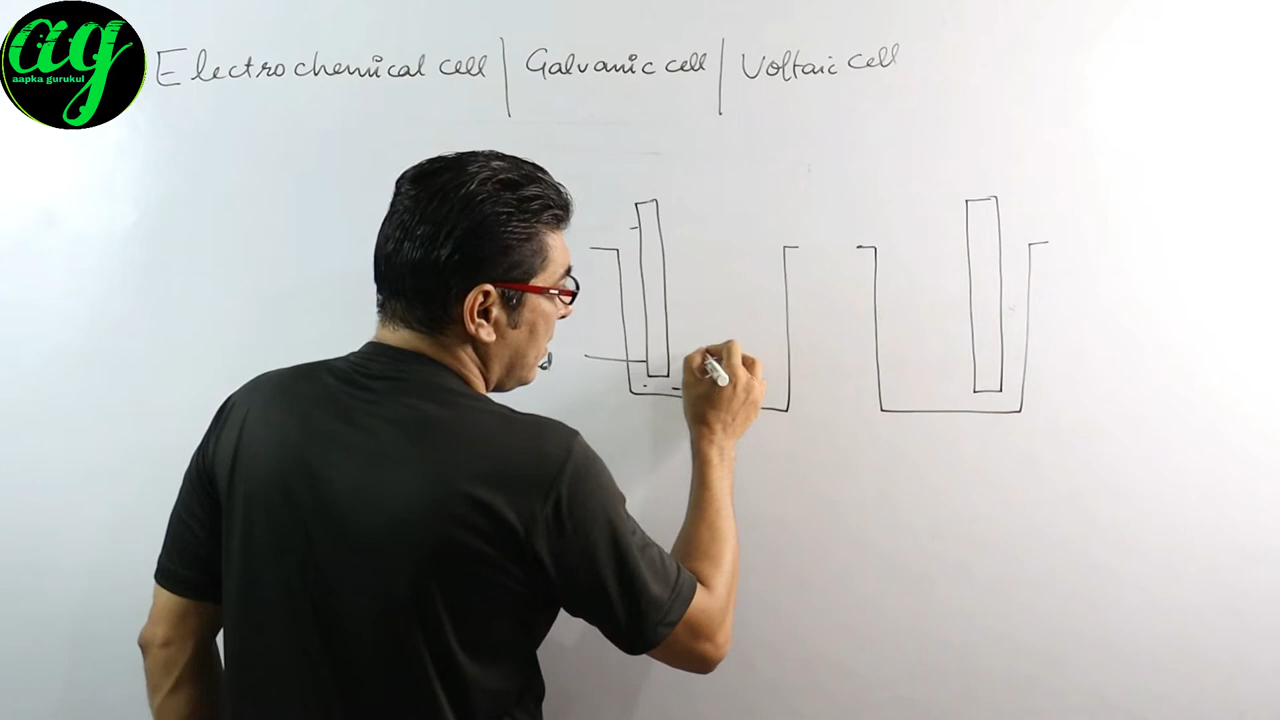 ag
aapka gurukul
Electrochemical cell | Galvanic cell | Voltaic cell